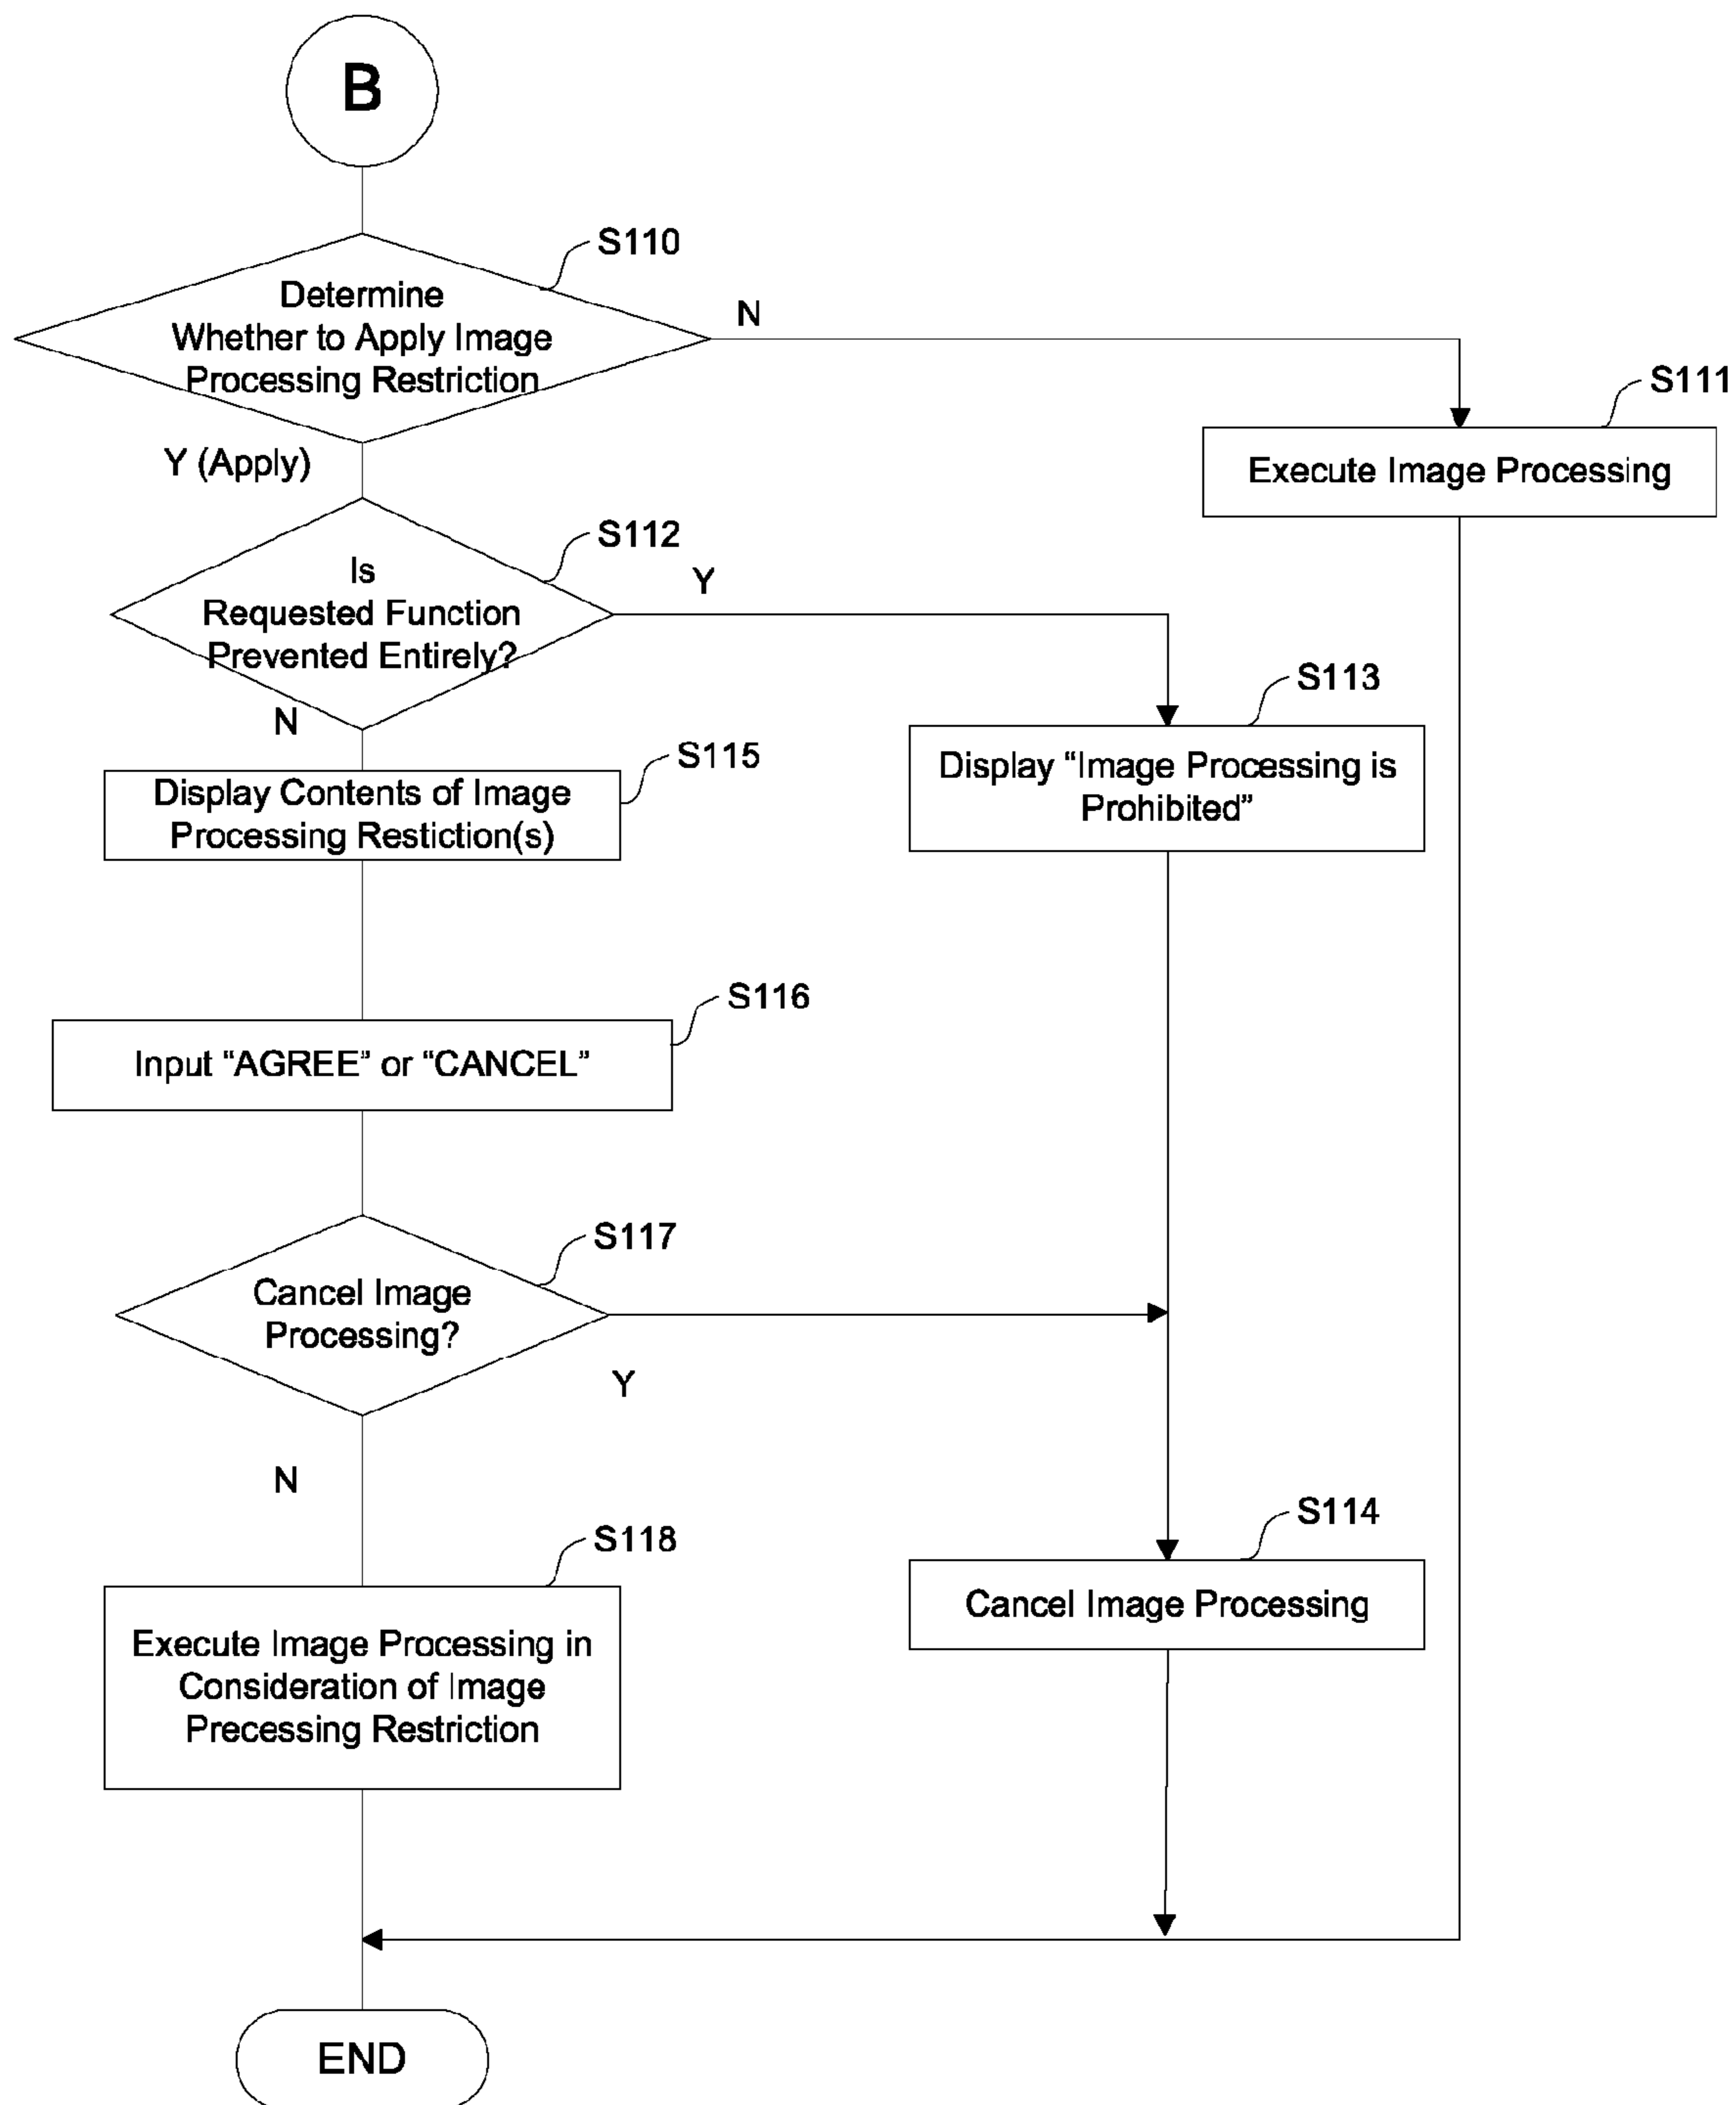 B
S110
Determine
Whether to Apply Image
Processing Restriction
N
S111
Execute Image Processing
Y (Apply)
S112
Is
Requested Function
Prevented Entirely?
Y
S113
Display “Image Processing is
Prohibited”
N
S115
Display Contents of Image
Processing Restiction(s)
S116
Input “AGREE” or “CANCEL”
S117
Cancel Image
Processing?
Y
N
S114
Cancel Image Processing
S118
Execute Image Processing in
Consideration of Image
Precessing Restriction
END